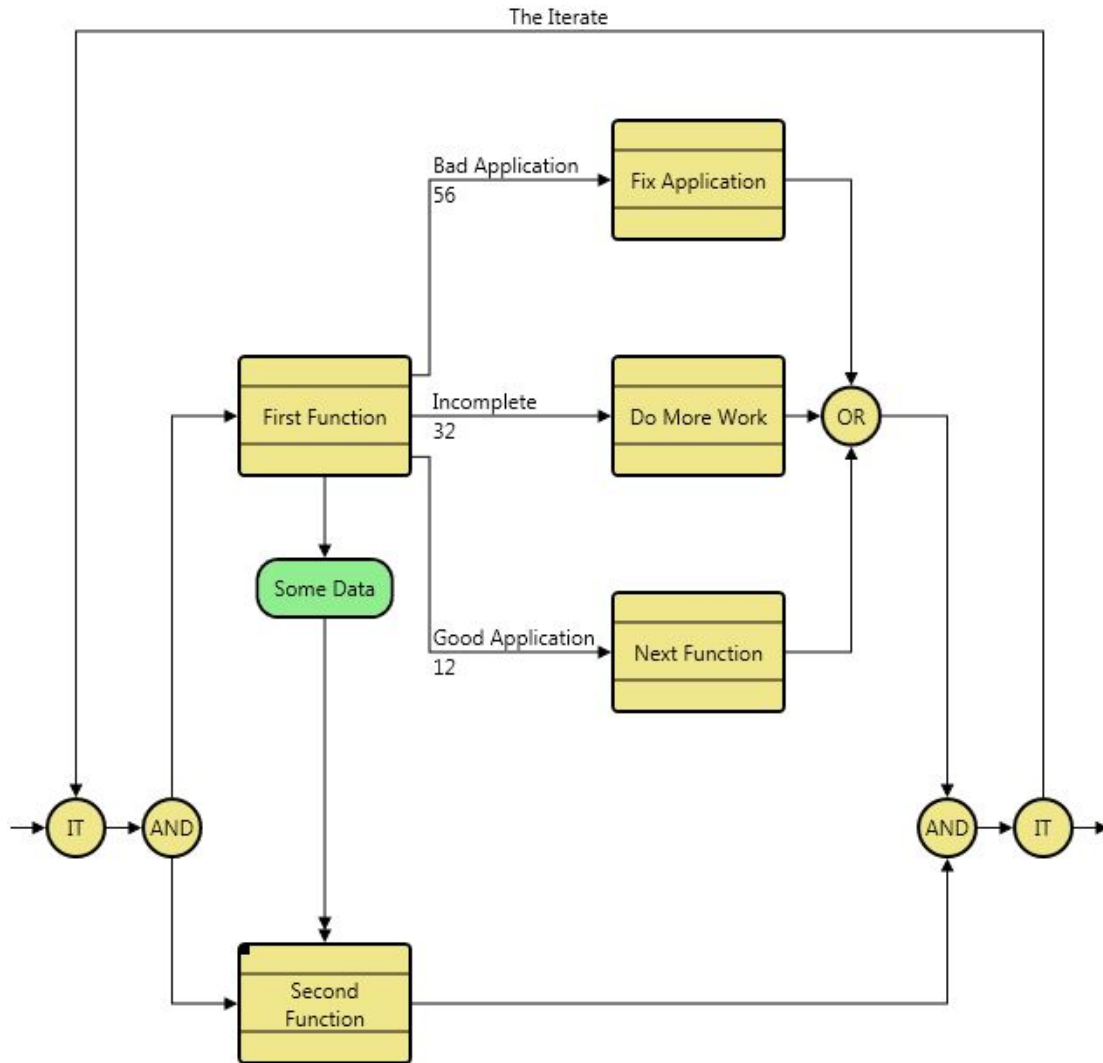 The Iterate
Bad Application
56
Fix Application
First Function
Incomplete
32
Do More Work
OR
Some Data
Good Application
12
Next Function
IT
AND
AND
IT
Second
Function